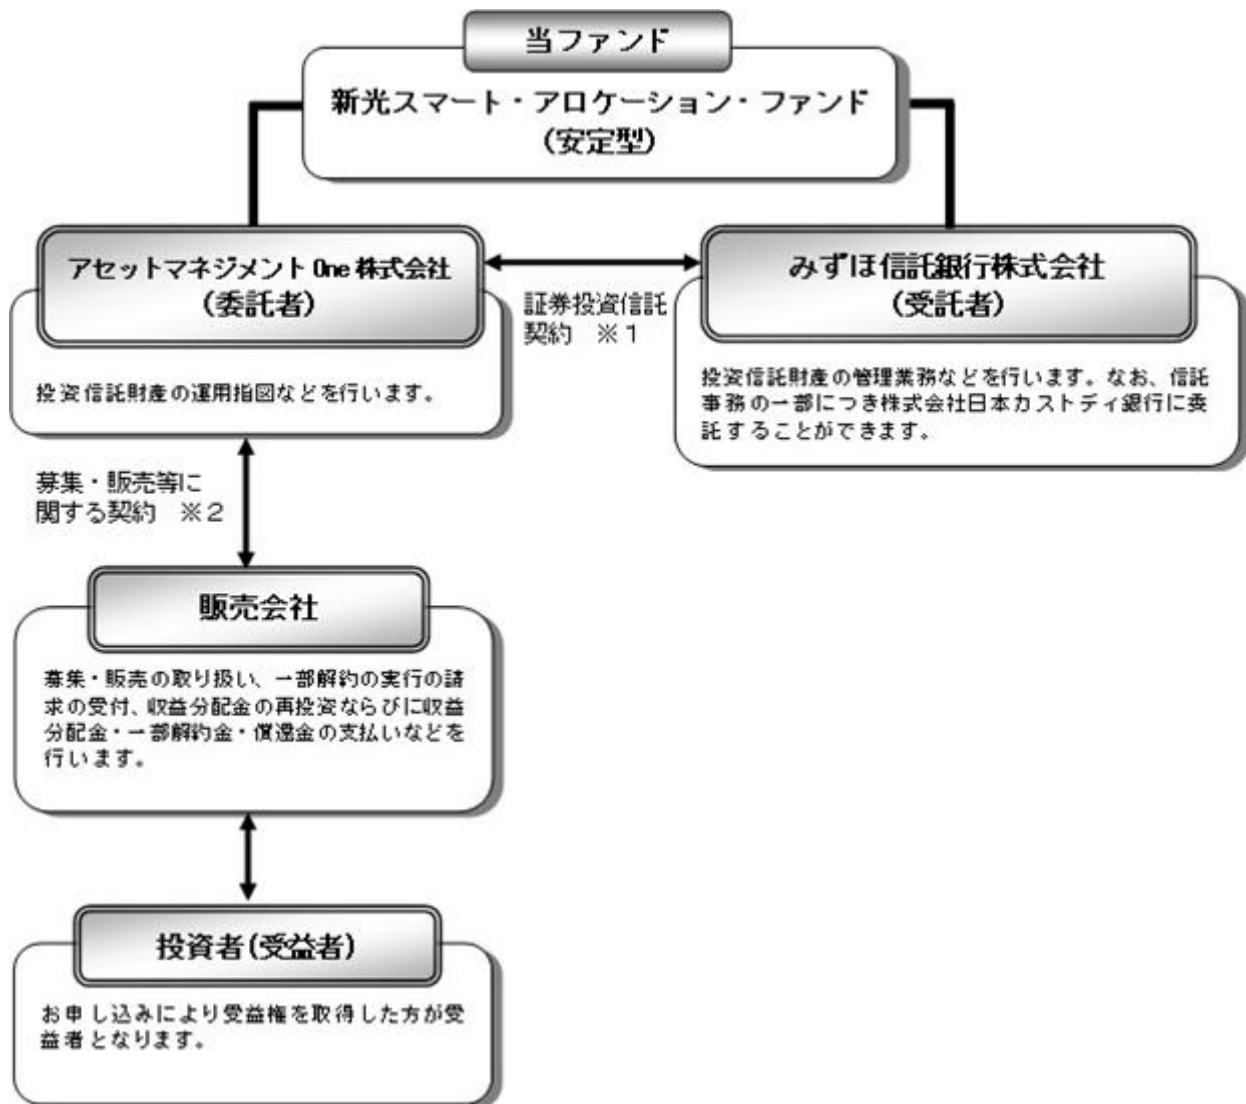 当ファンド
新光スマート・アロケーション・ファンド
(安定型)
アセットマネジメントOne株式会社
(委託者)
投資信託財産の運用指図などを行います。
証券投資信託
契約　※１
みずほ信託銀行株式会社
(受託者)
投資信託財産の管理業務などを行います。なお、信託
事務の一部につき株式会社日本カストディ銀行に委
託することができます。
募集・販売等に
関する契約　※２
販売会社
募集・販売の取り扱い、一部解約の実行の請
求の受付、収益分配金の再投資ならびに収益
分配金・一部解約金・償還金の支払いなどを
行います。
投資者(受益者)
お申し込みにより受益権を取得した方が受
益者となります。